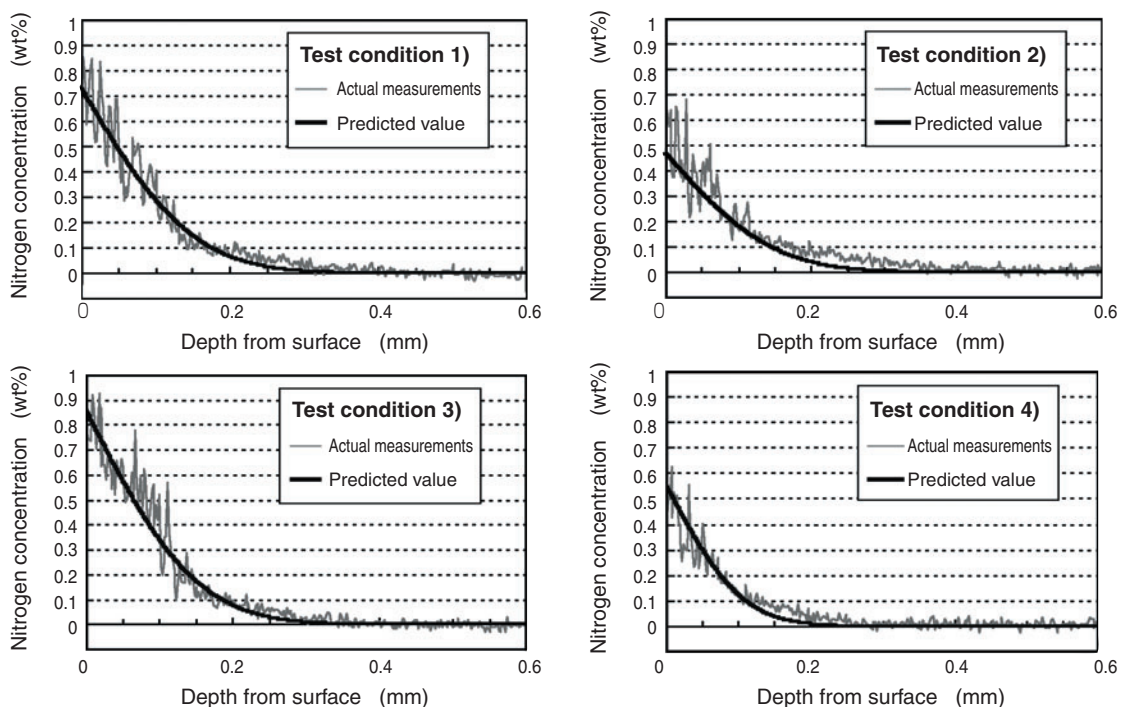 Test condition 1)
Actual measurements
Predicted value
Nitrogen concentration (wt%)
1
0.9
0.8
0.7
0.6
0.5
0.4
0.3
0.2
0.1
0
0 0.2 0.4 0.6
Depth from surface (mm)
Test condition 2)
Actual measurements
Predicted value
Nitrogen concentration (wt%)
1
0.9
0.8
0.7
0.6
0.5
0.4
0.3
0.2
0.1
0
0 0.2 0.4 0.6
Depth from surface (mm)
Test condition 3)
Actual measurements
Predicted value
Nitrogen concentration (wt%)
1
0.9
0.8
0.7
0.6
0.5
0.4
0.3
0.2
0.1
0
0 0.2 0.4 0.6
Depth from surface (mm)
Test condition 4)
Actual measurements
Predicted value
Nitrogen concentration (wt%)
1
0.9
0.8
0.7
0.6
0.5
0.4
0.3
0.2
0.1
0
0 0.2 0.4 0.6
Depth from surface (mm)